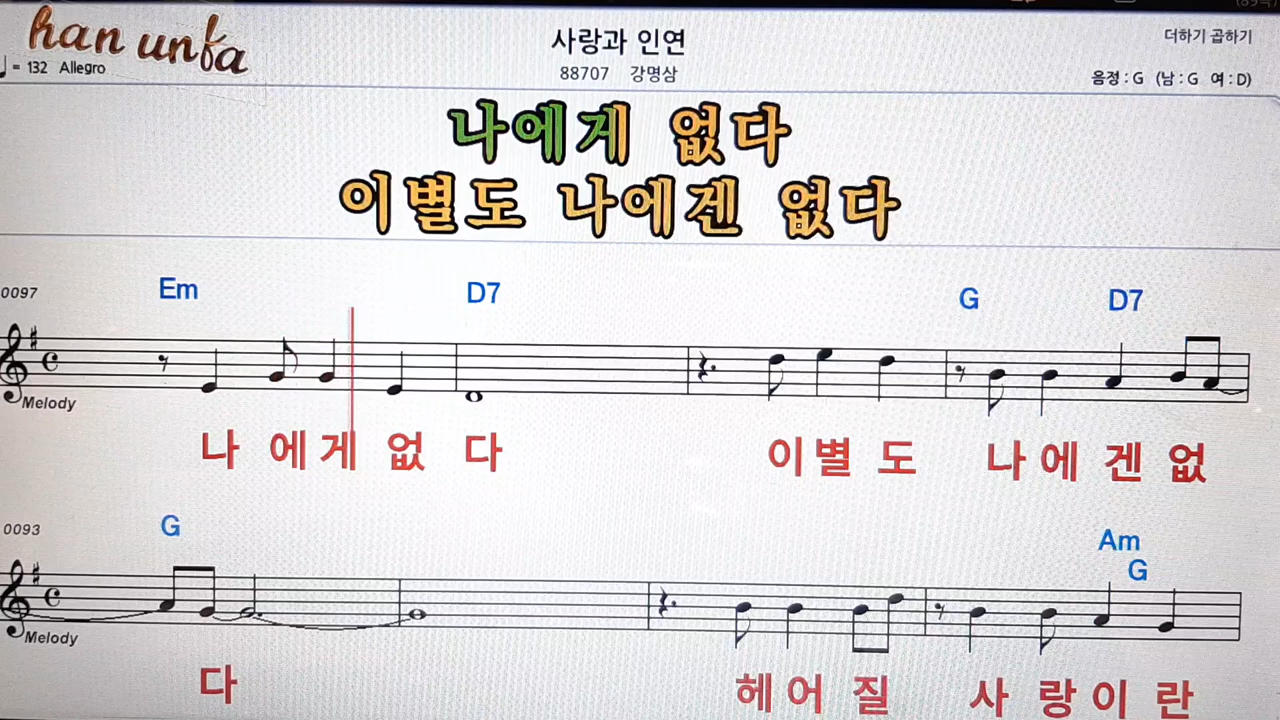 han unfa
사랑과 인연
더하기 곱하기
♩ = 132 Allegro
88707 강명삼
음정 : G (남 : G 여 : D)
나에게 없다
이별도 나에겐 없다
0097 Em D7 G D7
Melody
나 에 게 없 다 이 별 도 나 에 겐 없
0093 G Am
G
Melody
다 헤 어 질 사 랑 이 란